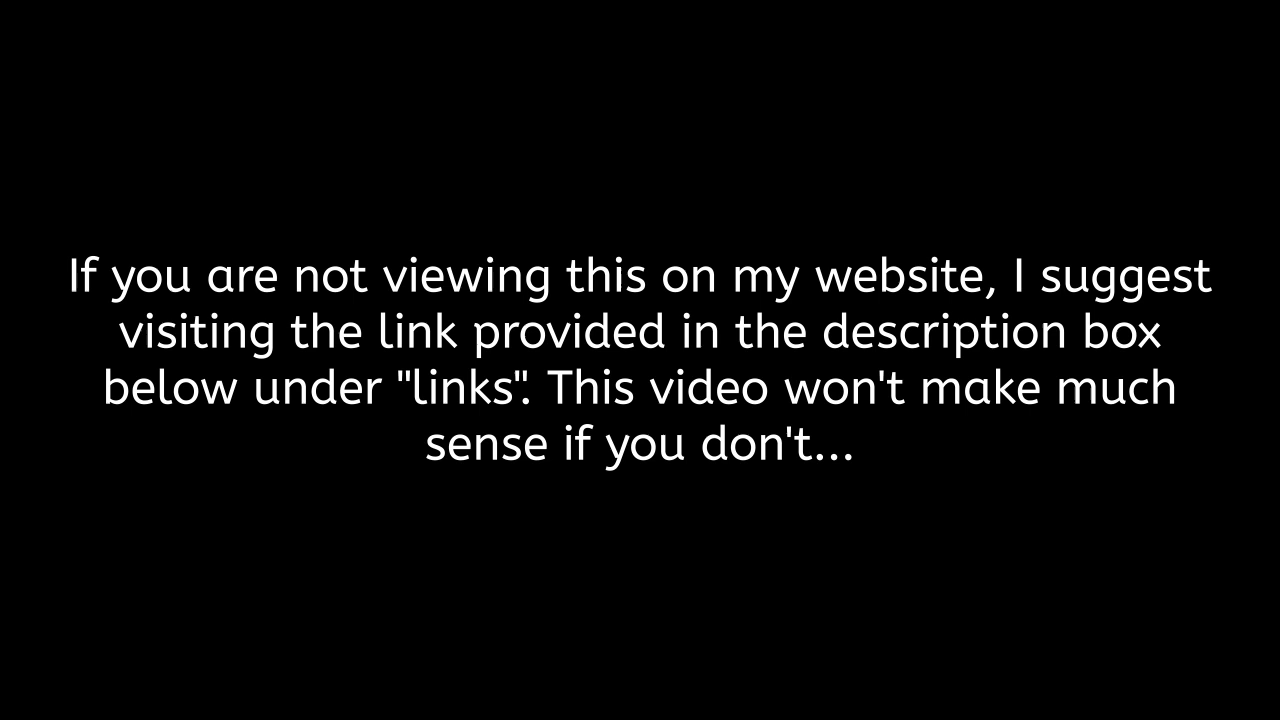 If you are not viewing this on my website, I suggest
visiting the link provided in the description box
below under "links". This video won't make much
sense if you don't...